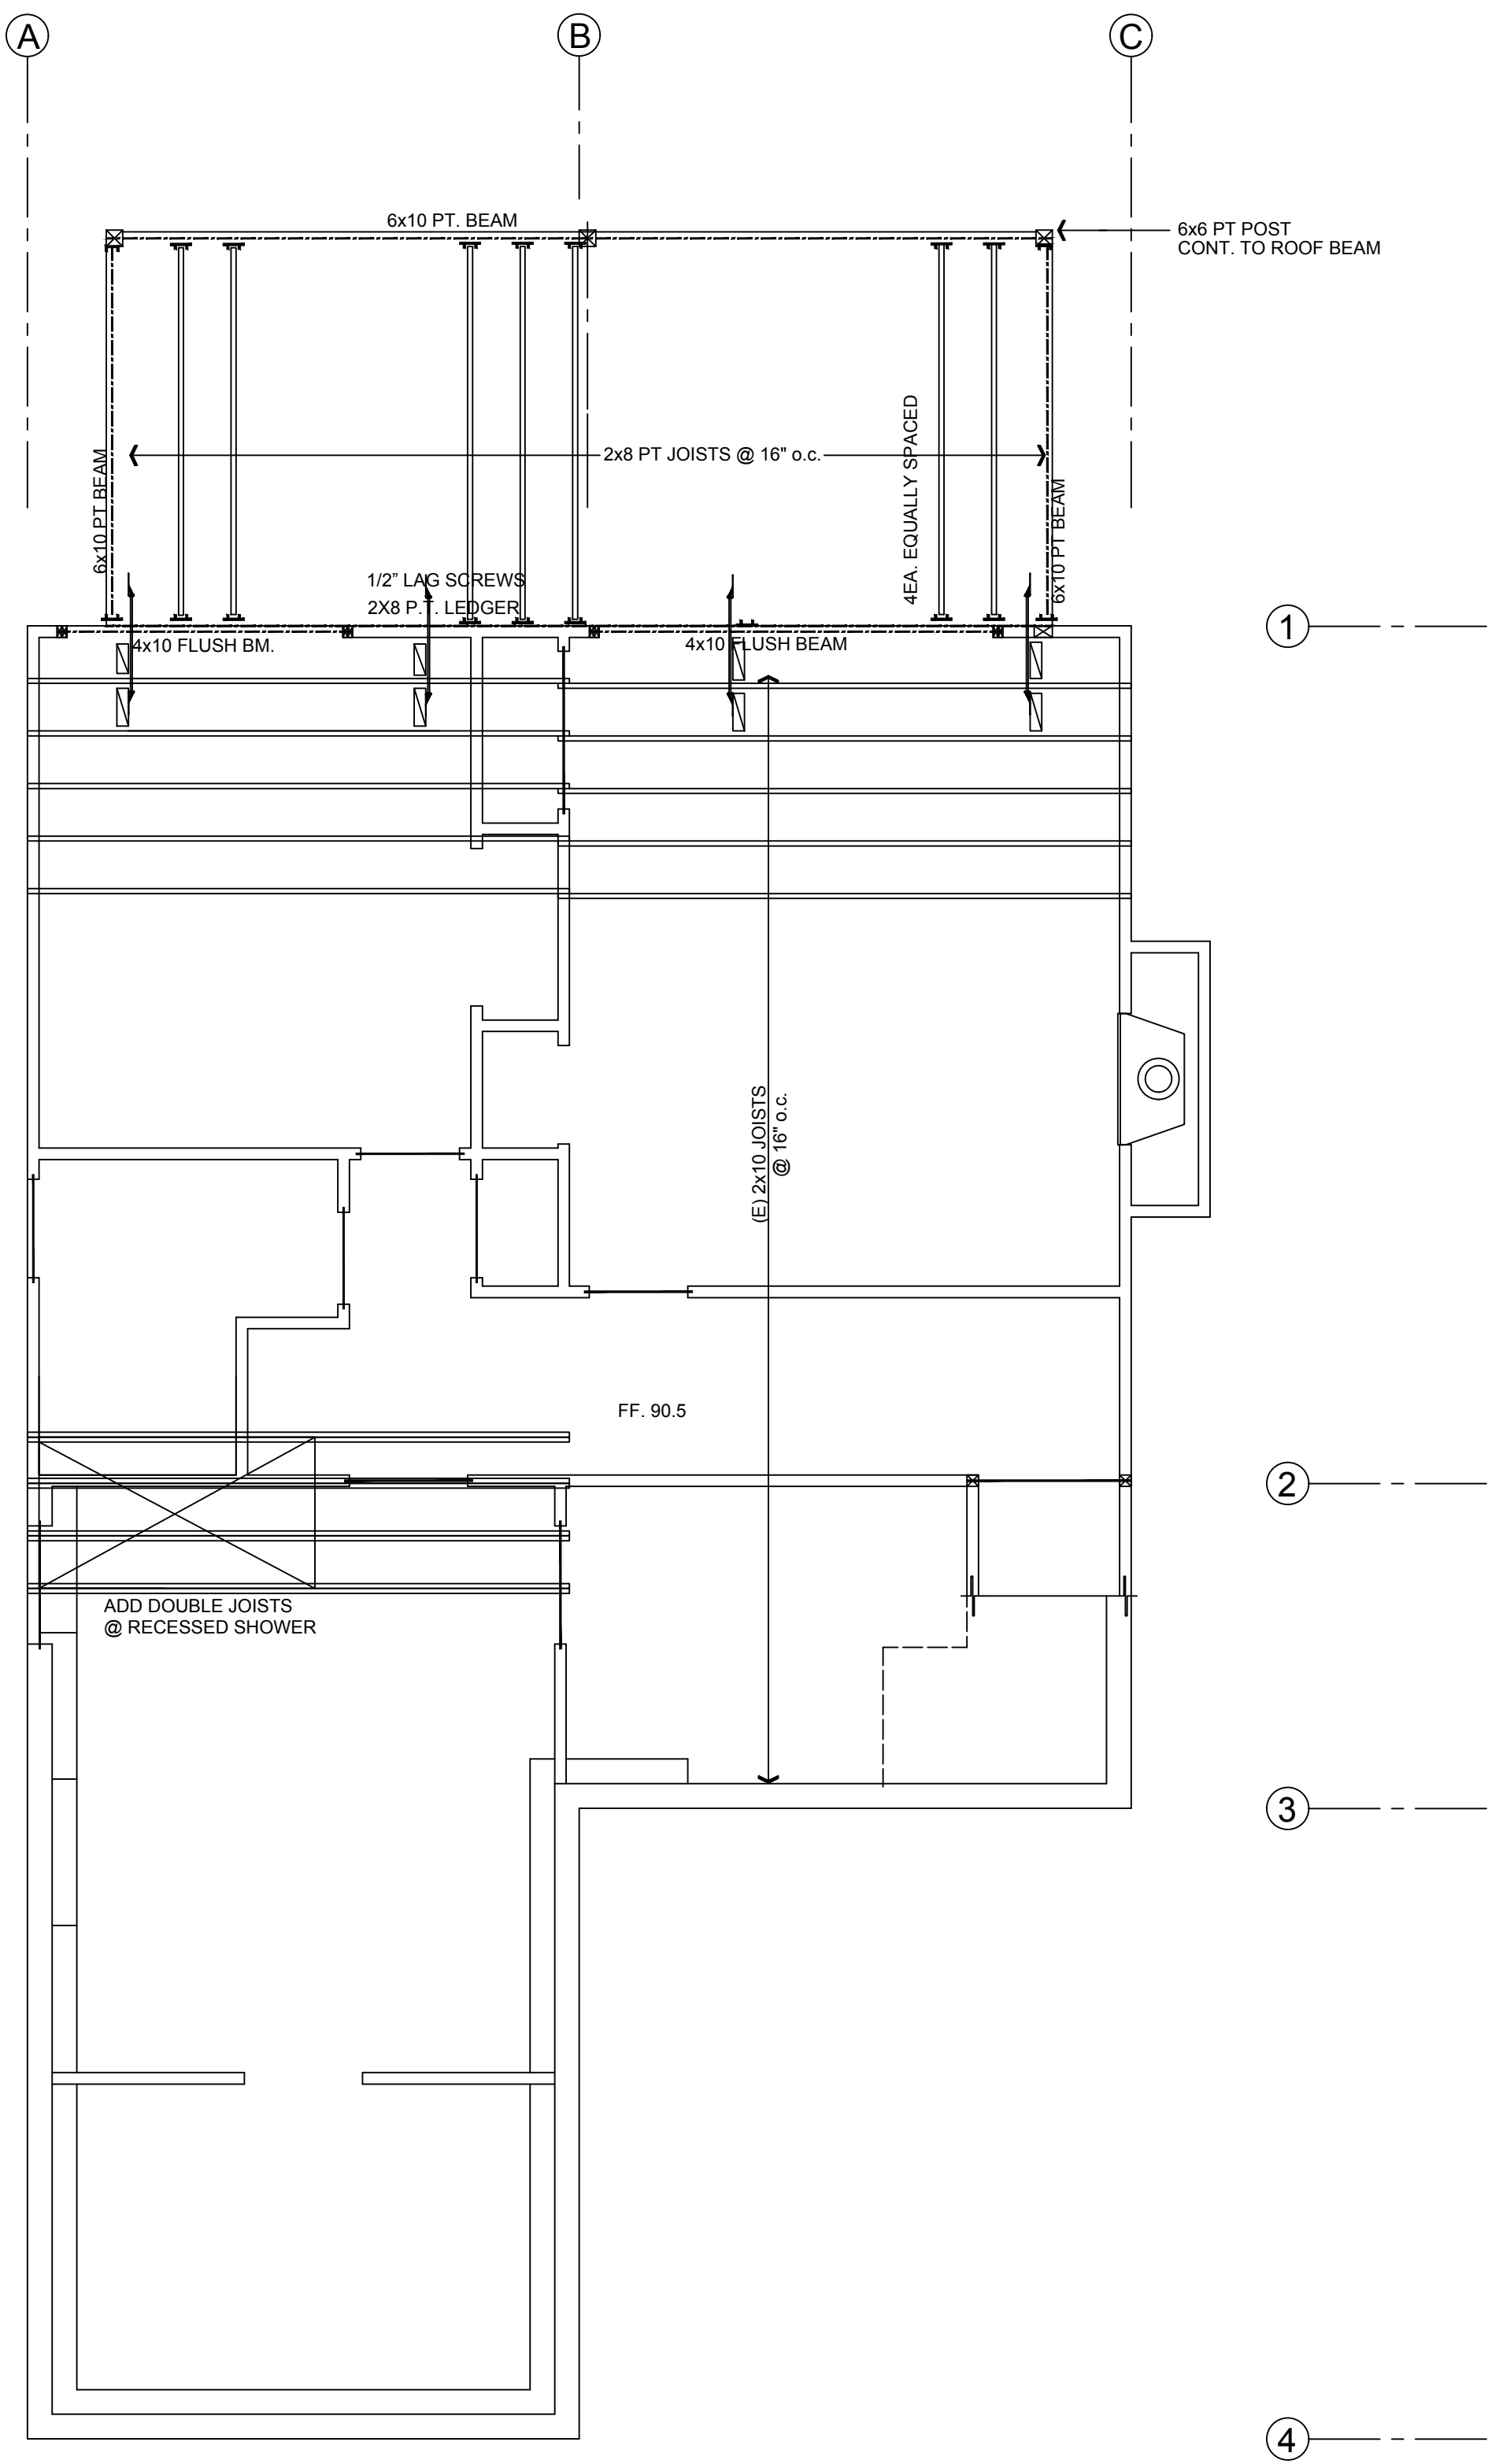 A
B
C
6x10 PT. BEAM
6x6 PT POST
CONT. TO ROOF BEAM
2x8 PT JOISTS @ 16" o.c.
6x10 PT BEAM
4EA. EQUALLY SPACED
6x10 PT BEAM
1/2” LAG SCREWS
2X8 P.T. LEDGER
1
4x10 FLUSH BM.
4x10 FLUSH BEAM
(E) 2x10 JOISTS
@ 16" o.c.
FF. 90.5
2
ADD DOUBLE JOISTS
@ RECESSED SHOWER
3
4